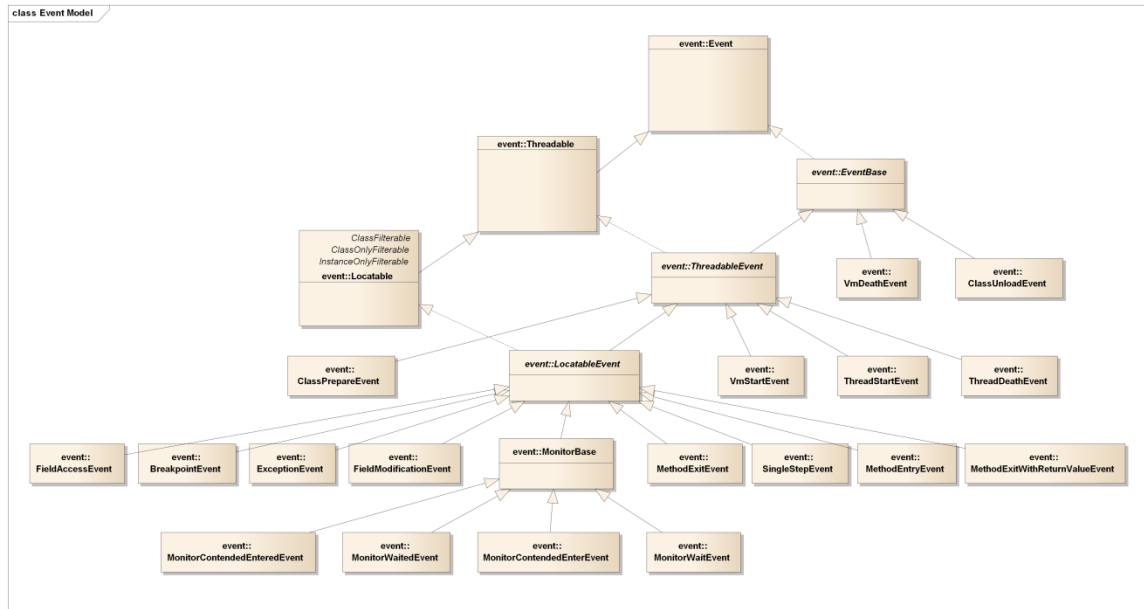 class Event Model
event::Event
event::Threadable
event::EventBase
ClassFilterable
ClassOnlyFilterable
InstanceOnlyFilterable
event::Locatable
event::ThreadableEvent
event::
VmDeathEvent
event::
ClassUnloadEvent
event::
ClassPrepareEvent
event::LocatableEvent
event::
VmStartEvent
event::
ThreadStartEvent
event::
ThreadDeathEvent
event::
FieldAccessEvent
event::
BreakpointEvent
event::
ExceptionEvent
event::
FieldModificationEvent
event::MonitorBase
event::
MethodExitEvent
event::
SingleStepEvent
event::
MethodEntryEvent
event::
MethodExitWithReturnValueEvent
event::
MonitorContendedEnteredEvent
event::
MonitorWaitedEvent
event::
MonitorContendedEnterEvent
event::
MonitorWaitEvent